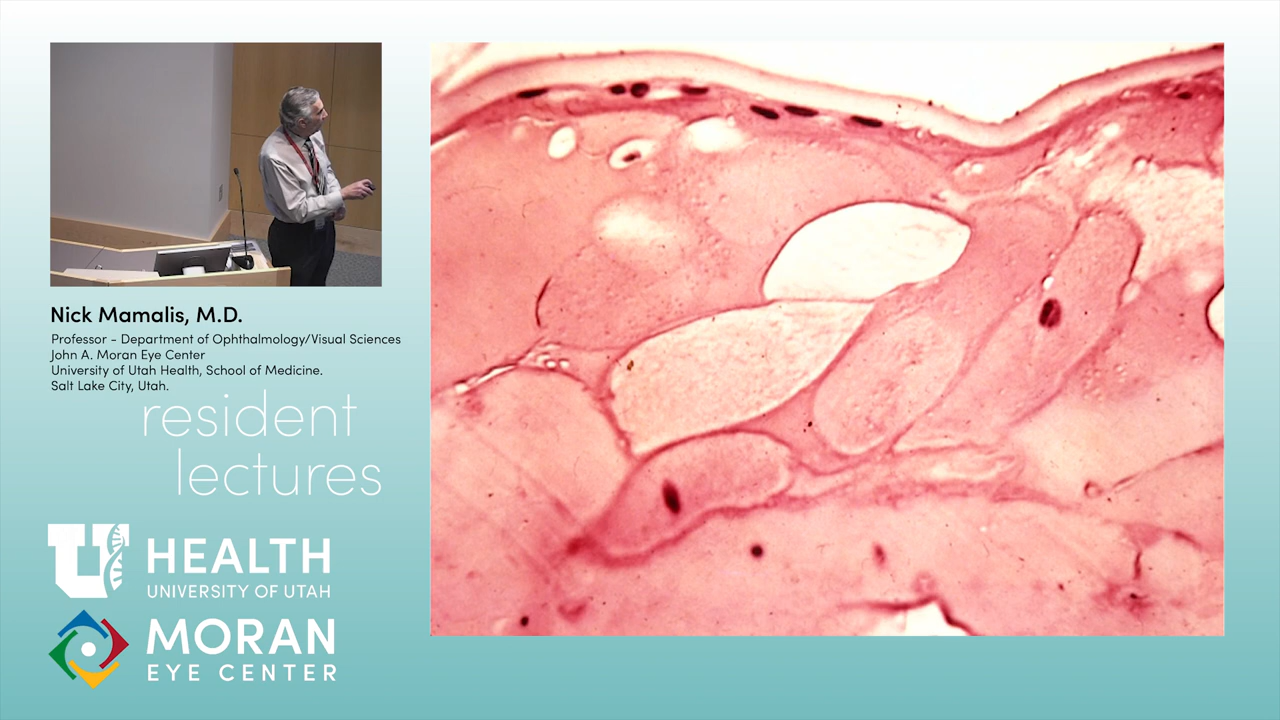 Nick Mamalis, M.D.
Professor - Department of Ophthalmology/Visual Sciences
John A. Moran Eye Center
University of Utah Health, School of Medicine.
Salt Lake City, Utah.
resident
lectures
U HEALTH
UNIVERSITY OF UTAH
MORAN
EYE CENTER